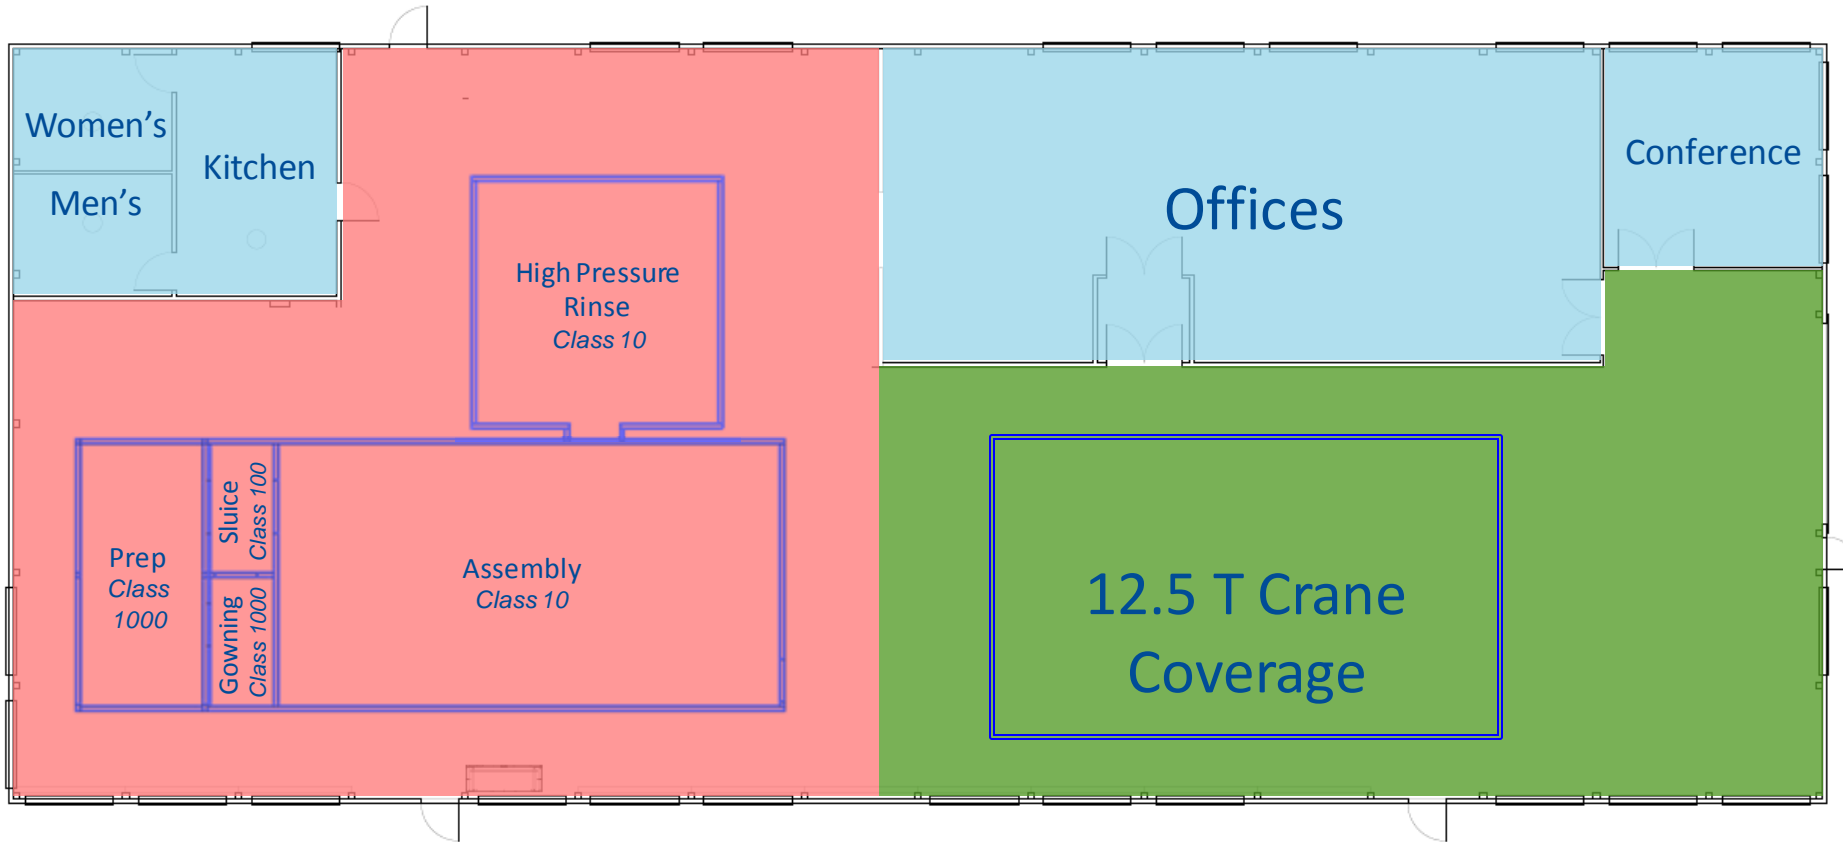 Women's
Men's
Kitchen
High Pressure
Rinse
Class 10
Offices
Conference
Prep
Class
1000
Sluice
Class 100
Gowning
Class 1000
Assembly
Class 10
12.5 T Crane
Coverage